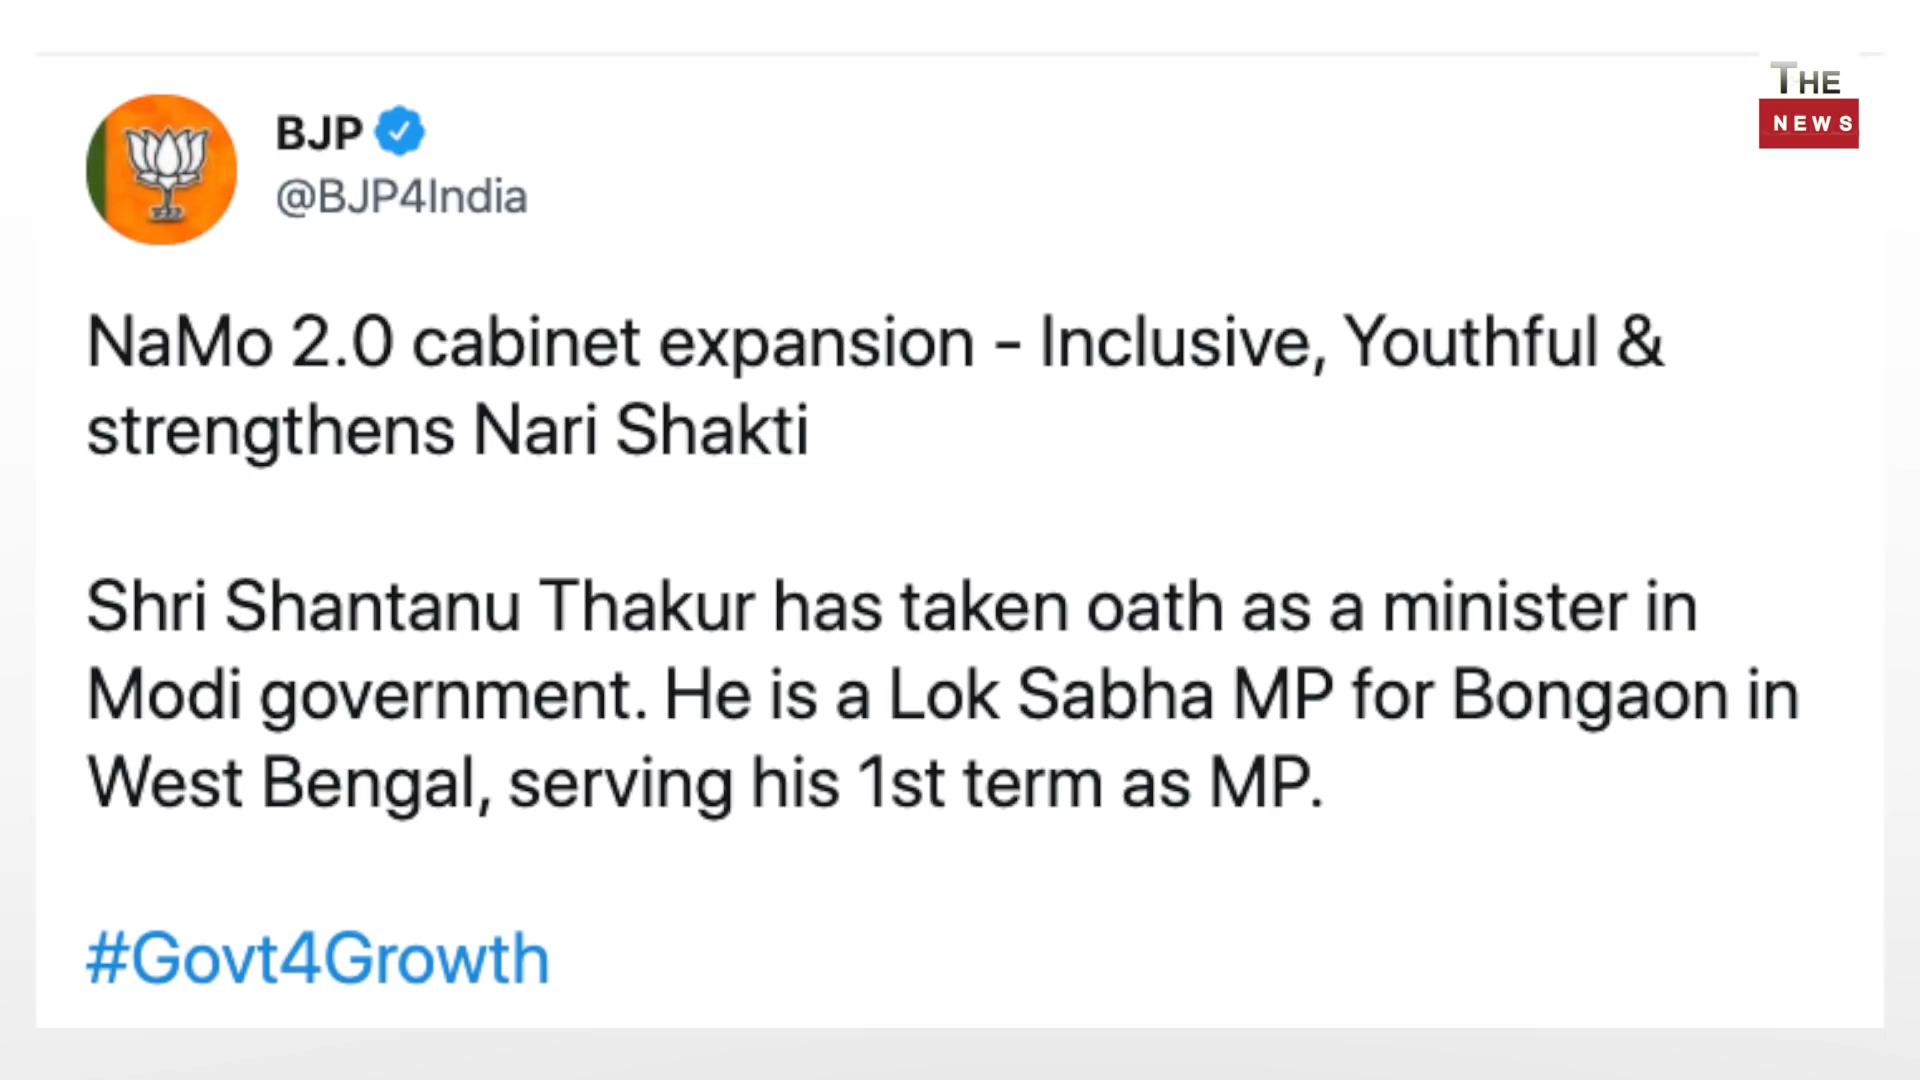 THE
NEWS
BJP
@BJP4India
NaMo 2.0 cabinet expansion - Inclusive, Youthful &
strengthens Nari Shakti
Shri Shantanu Thakur has taken oath as a minister in
Modi government. He is a Lok Sabha MP for Bongaon in
West Bengal, serving his 1st term as MP.
#Govt4Growth